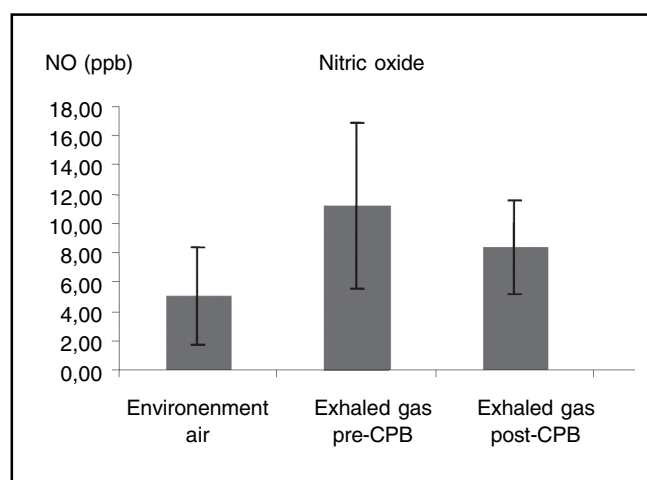 NO (ppb)
Nitric oxide
18,00
16,00
14,00
12,00
10,00
8,00
6,00
4,00
2,00
0,00
Environenment
air
Exhaled gas
pre-CPB
Exhaled gas
post-CPB